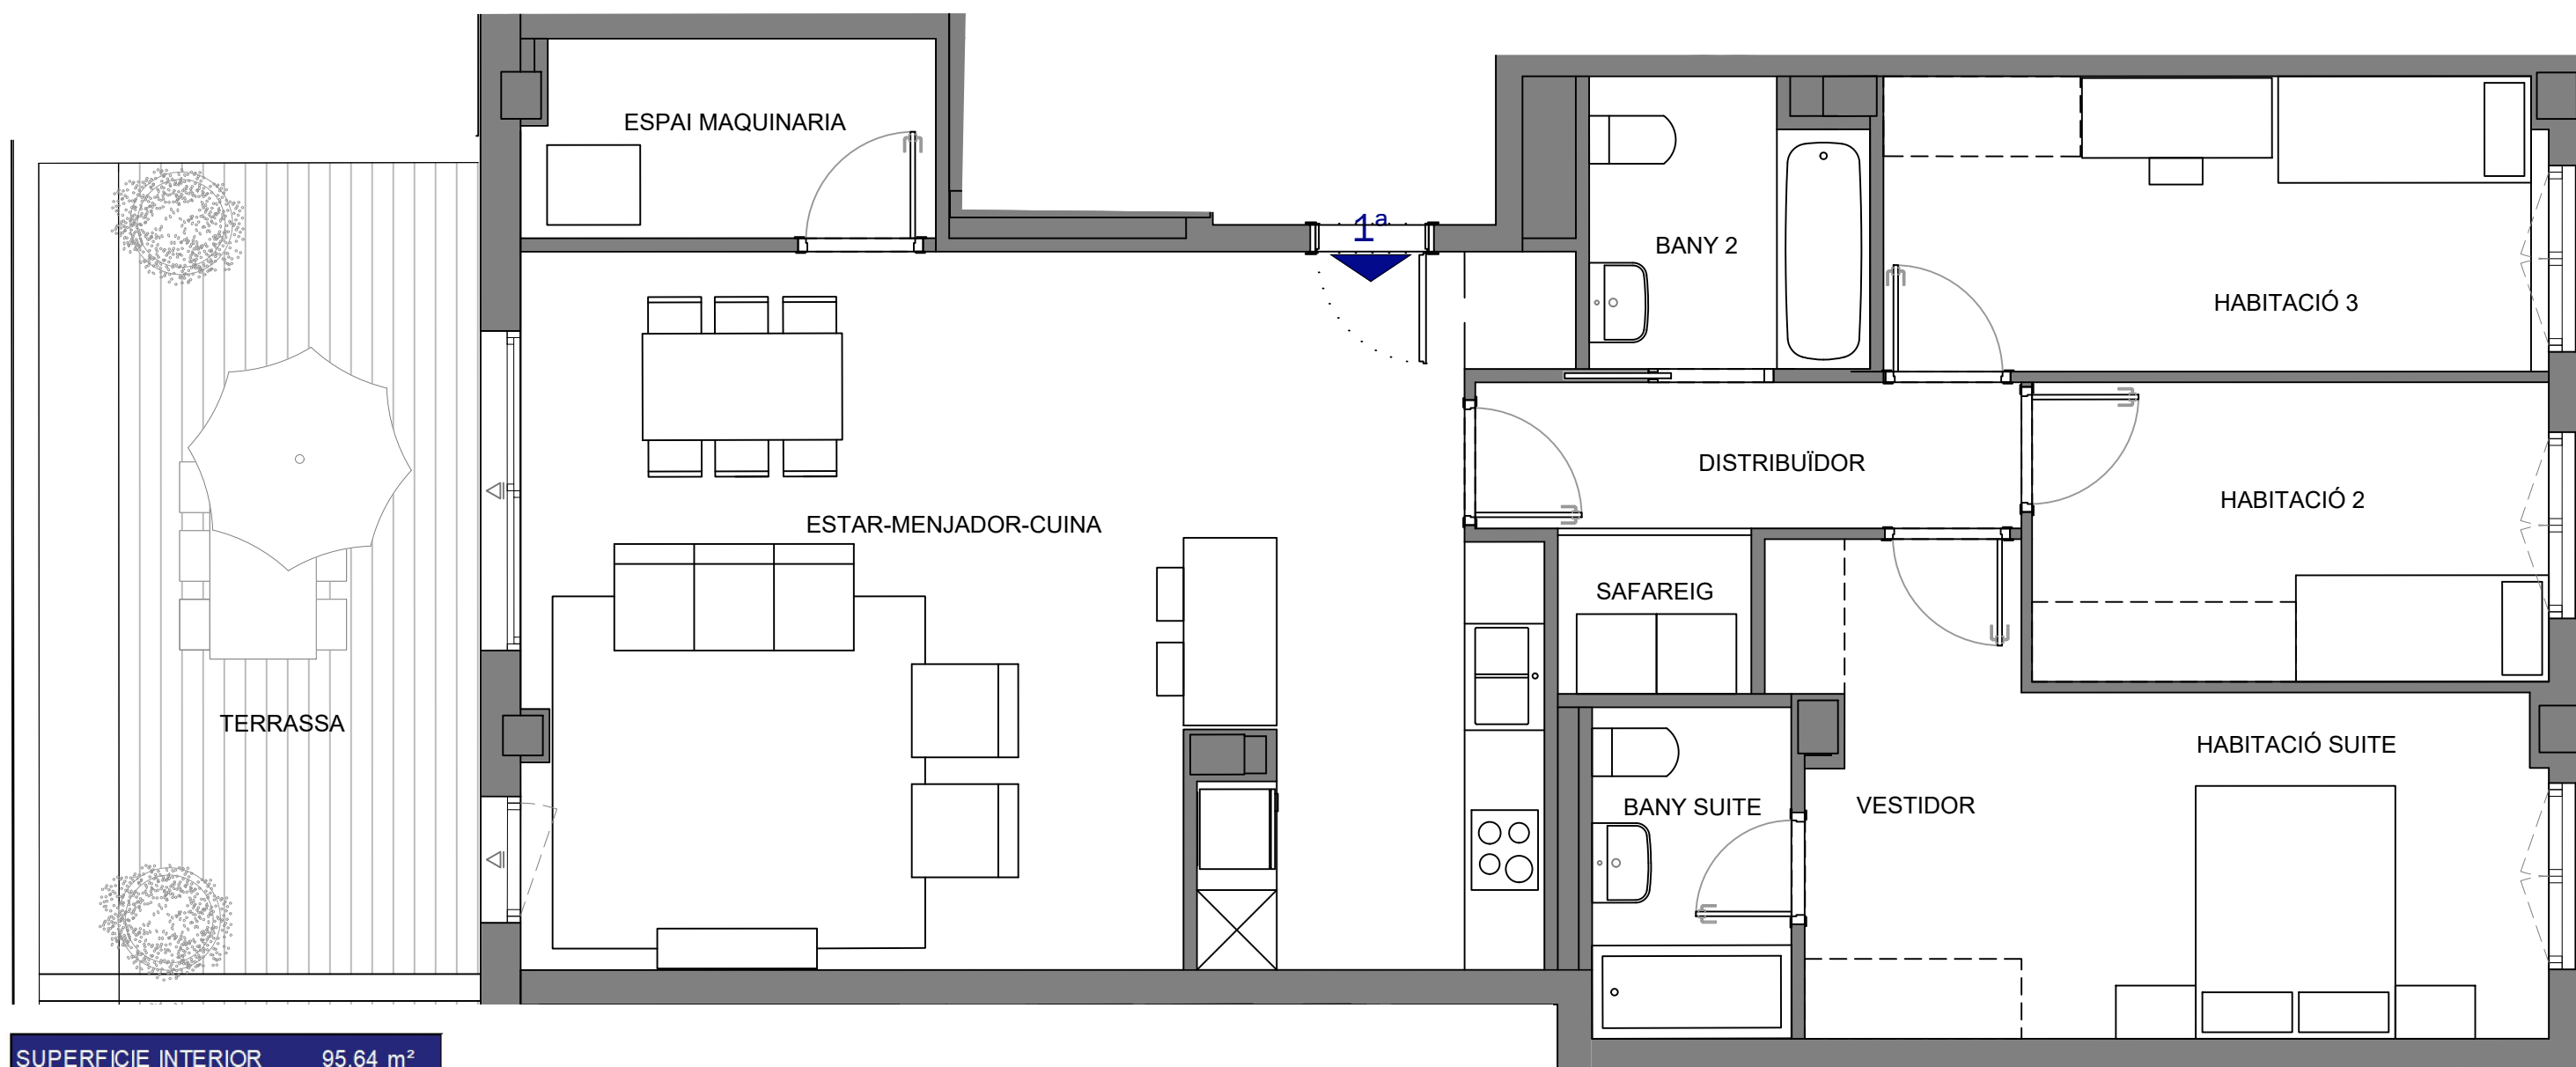 ESPAI MAQUINARIA
1ª
BANY 2
HABITACIÓ 3
DISTRIBUÏDOR
HABITACIÓ 2
ESTAR-MENJADOR-CUINA
SAFAREIG
TERRASSA
HABITACIÓ SUITE
BANY SUITE
VESTIDOR
SUPERFICIE INTERIOR 95.64 m²